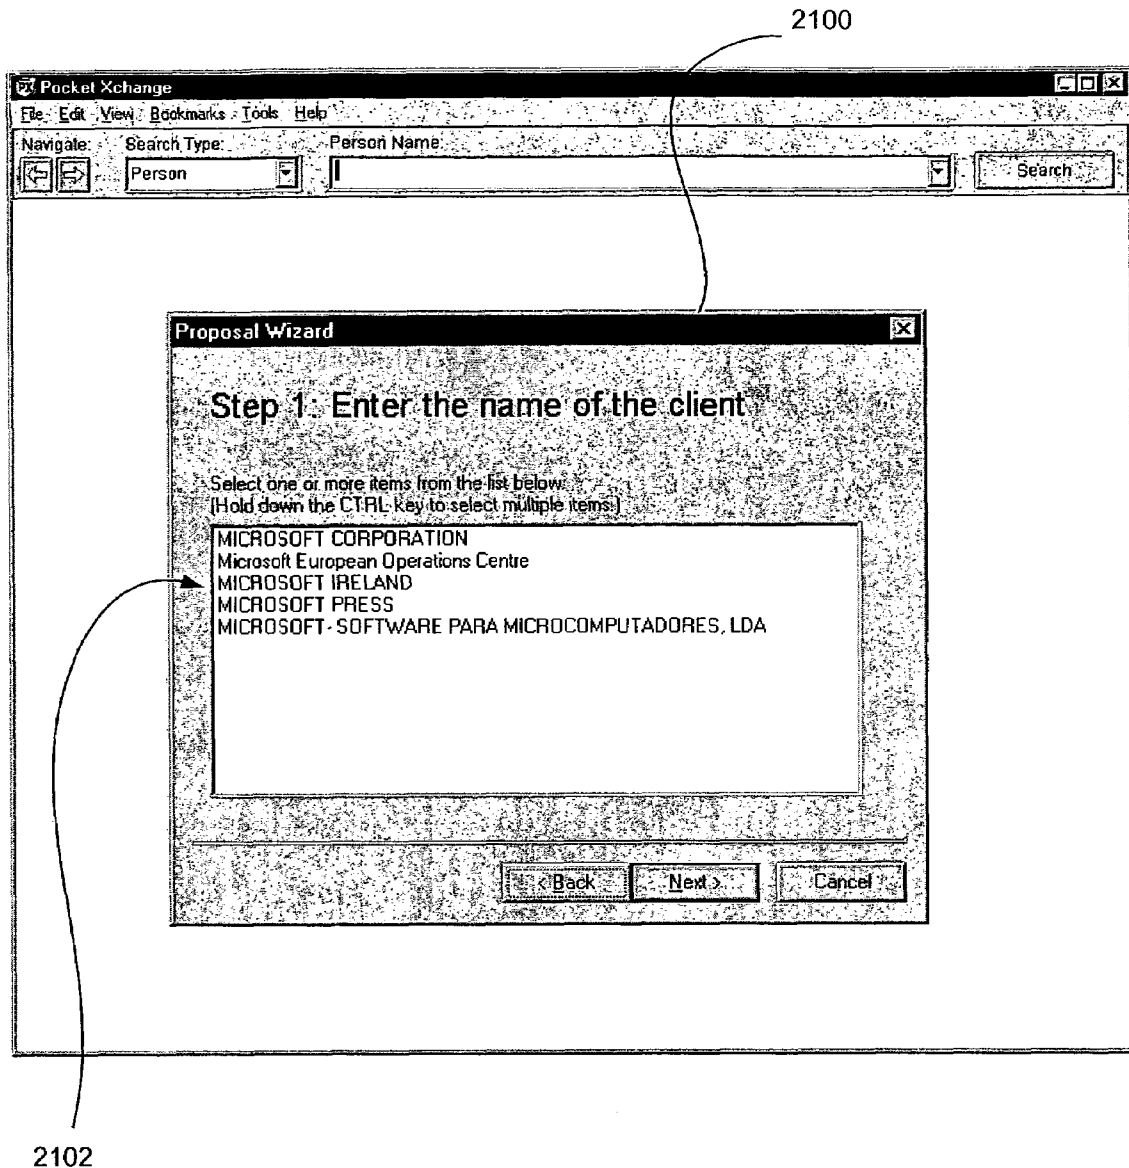 2100
Pocket Xchange
File Edit View Bookmarks Tools Help
Navigate: Search Type: Person Name:
Person Search
Proposal Wizard
Step 1: Enter the name of the client
Select one or more items from the list below.
(Hold down the CTRL key to select multiple items.)
MICROSOFT CORPORATION
Microsoft European Operations Centre
MICROSOFT IRELAND
MICROSOFT PRESS
MICROSOFT - SOFTWARE PARA MICROCOMPUTADORES, LDA
< Back Next > Cancel
2102